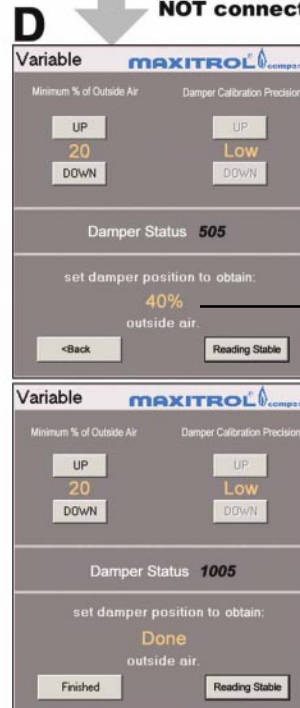 D
NOT connect
Variable
MAXITROL
Minimum % of Outside Air
Damper Calibration Precision
UP
UP
20
Low
DOWN
DOWN
Damper Status 505
set damper position to obtain:
40%
outside air.
<Back
Reading Stable
Variable
MAXITROL
Minimum % of Outside Air
Damper Calibration Precision
UP
UP
20
Low
DOWN
DOWN
Damper Status 1005
set damper position to obtain:
Done
outside air.
Finished
Reading Stable